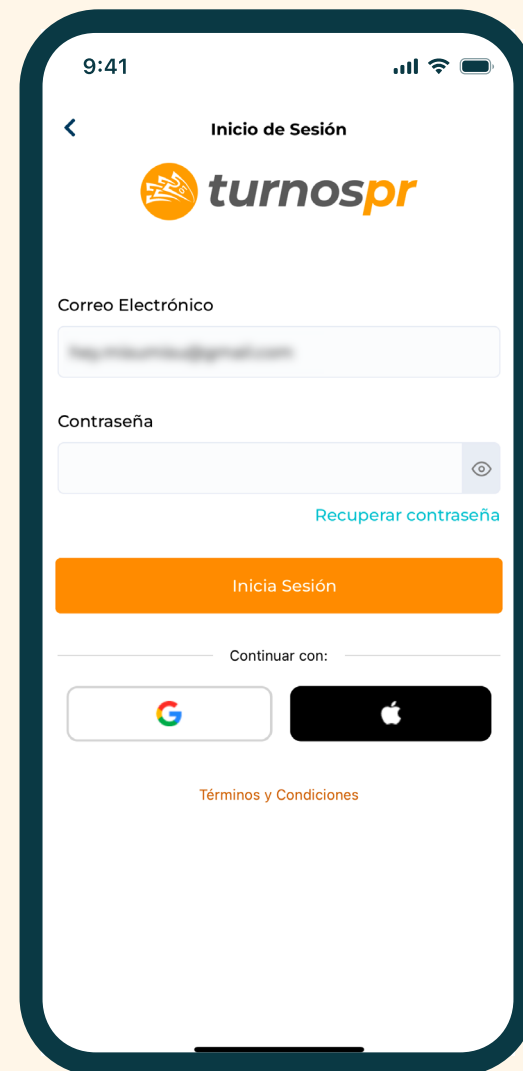 9:41
Inicio de Sesión
turnospr
Correo Electrónico
Contraseña
Recuperar contraseña
Inicia Sesión
Continuar con:
Términos y Condiciones